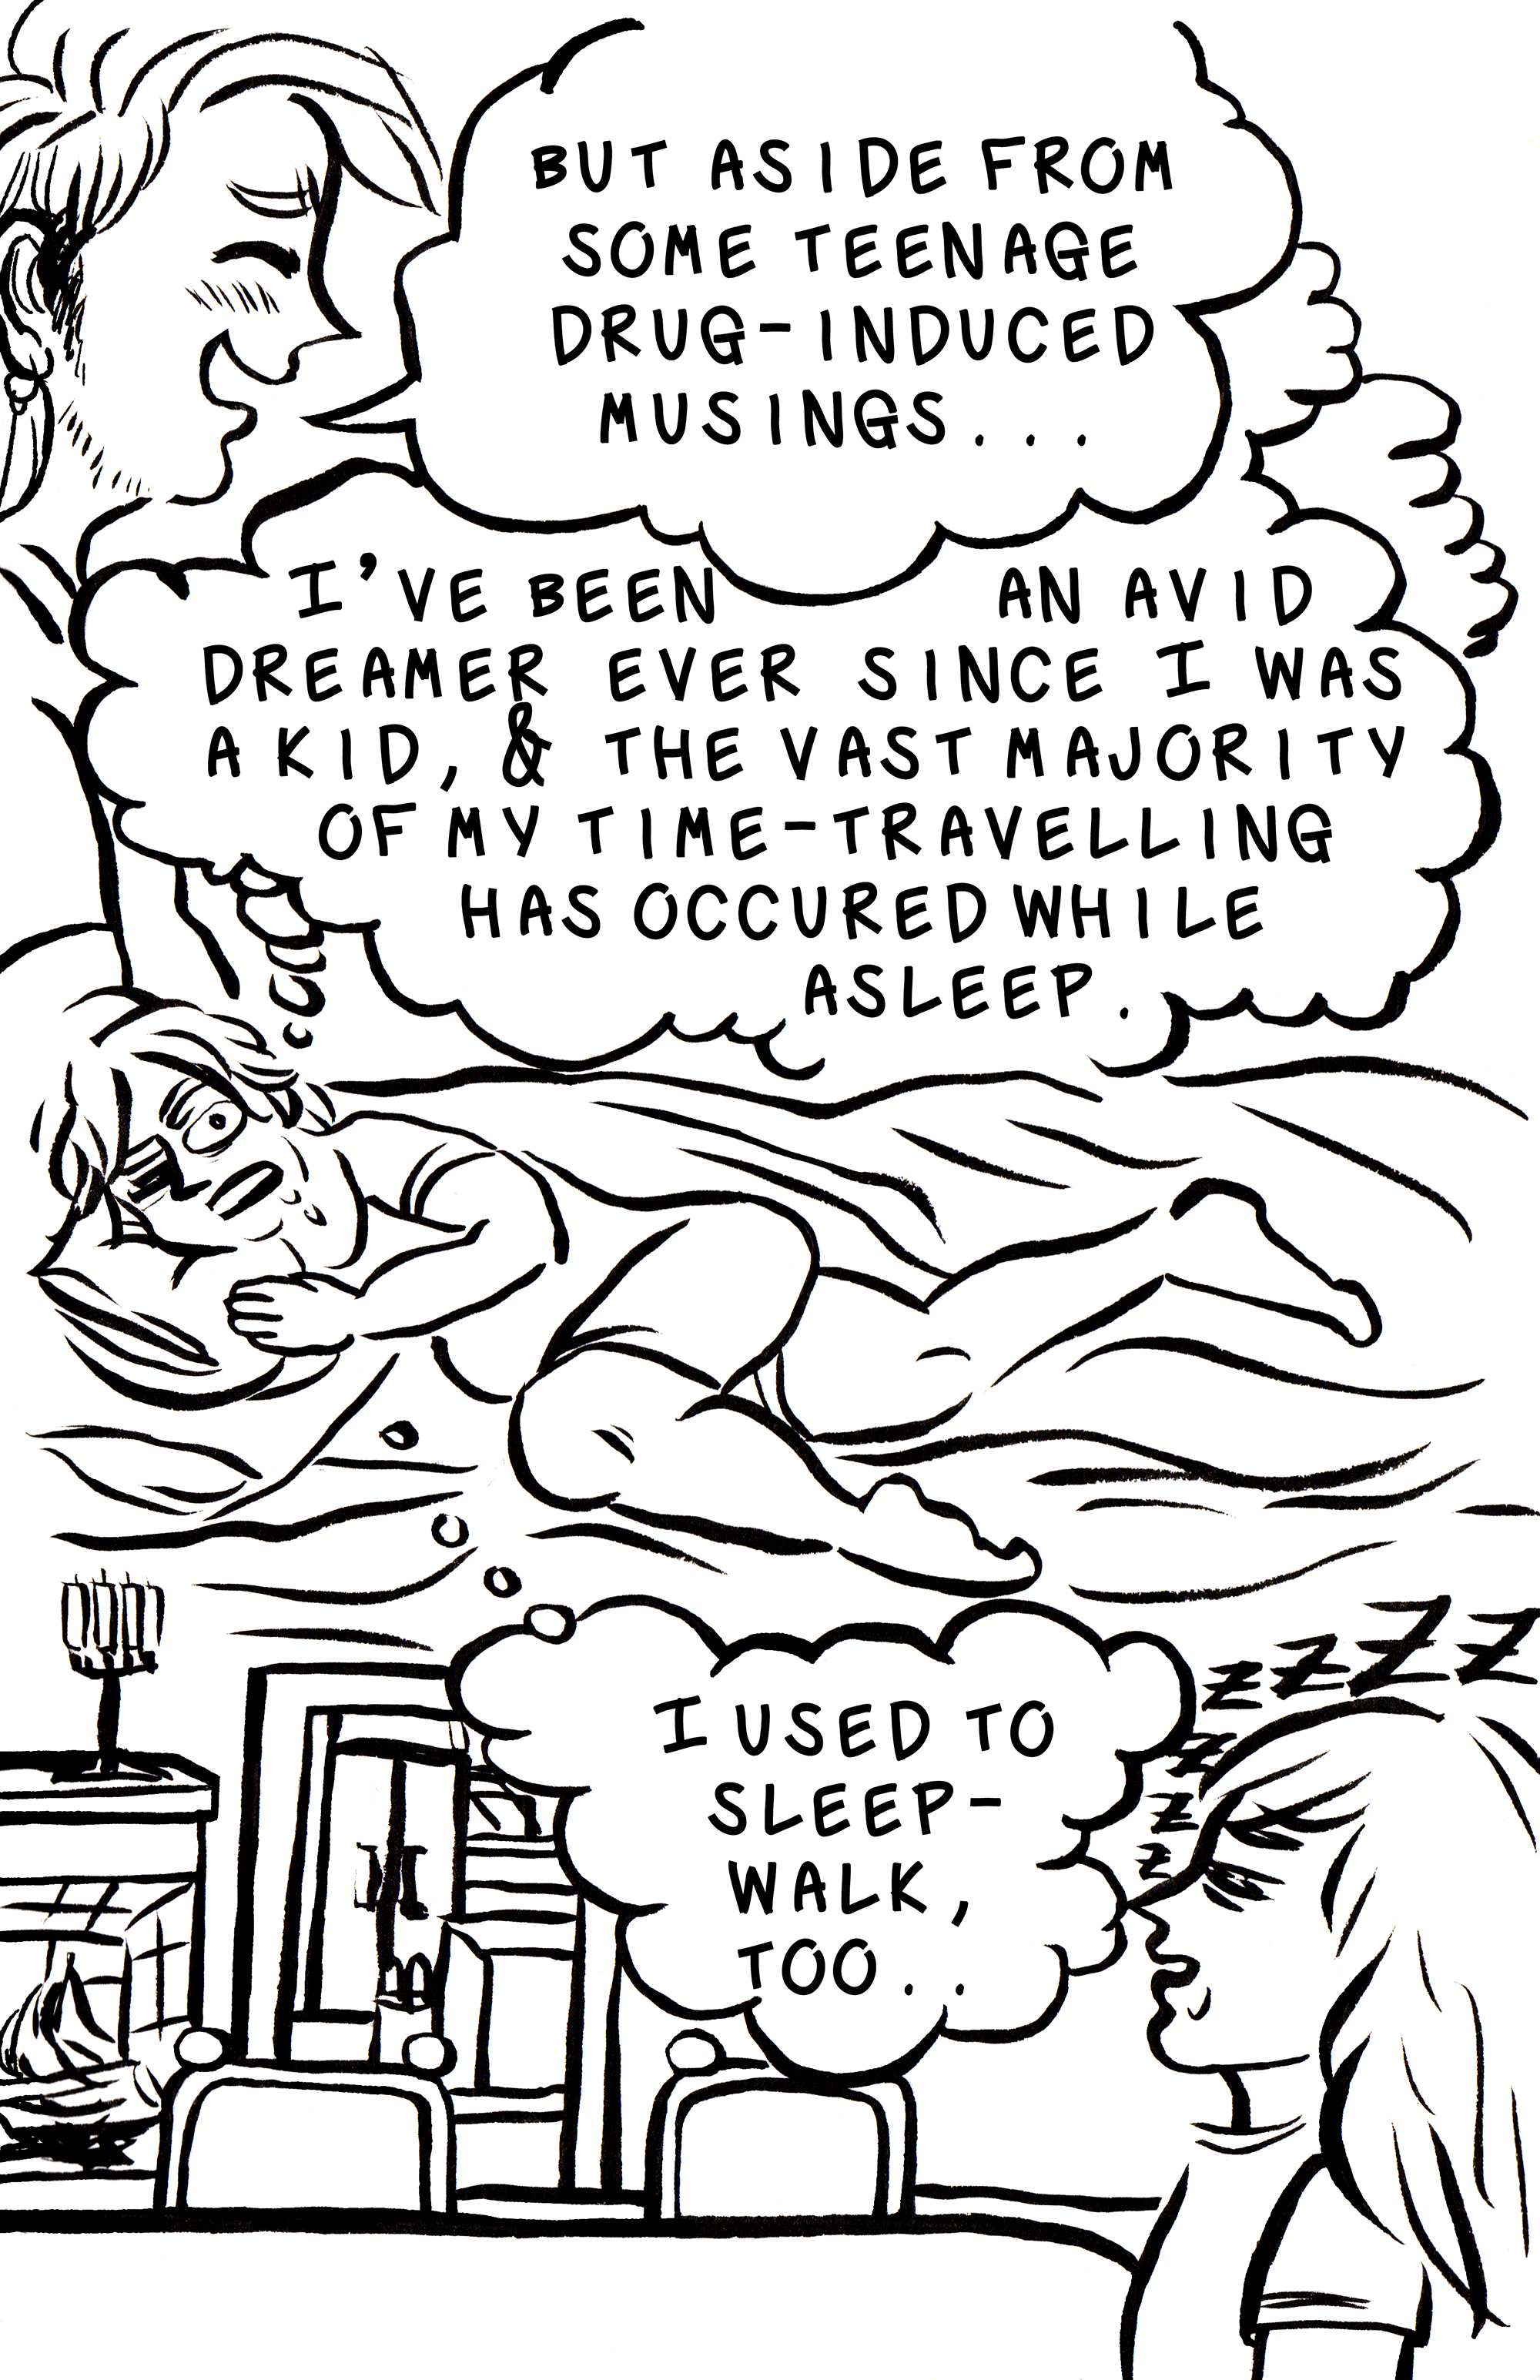 BUT ASIDE FROM
SOME TEENAGE
DRUG-INDUCED
MUSINGS...
I'VE BEEN AN AVID
DREAMER EVER SINCE I WAS
A KID, & THE VAST MAJORITY
OF MY TIME-TRAVELLING
HAS OCCURED WHILE
ASLEEP.
zzZZ
zzzz
I USED TO
SLEEP-
WALK,
TOO..